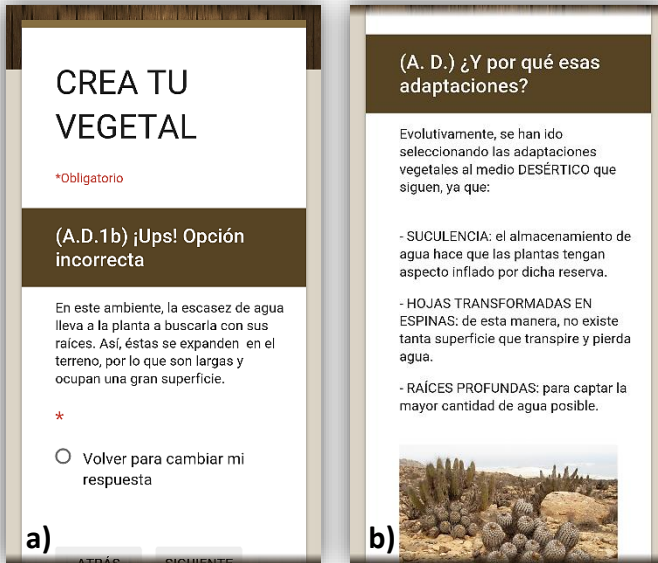 CREA TU
VEGETAL
*Obligatorio
(A.D.1b) ¡Ups! Opción
incorrecta
En este ambiente, la escasez de agua
lleva a la planta a buscarla con sus
raíces. Así, éstas se expanden en el
terreno, por lo que son largas y
ocupan una gran superficie.
*
Volver para cambiar mi
respuesta
ATRÁS SIGUIENTE
a)
(A. D.) ¿Y por qué esas
adaptaciones?
Evolutivamente, se han ido
seleccionando las adaptaciones
vegetales al medio DESÉRTICO que
siguen, ya que:
- SUCULENCIA: el almacenamiento de
agua hace que las plantas tengan
aspecto inflado por dicha reserva.
- HOJAS TRANSFORMADAS EN
ESPINAS: de esta manera, no existe
tanta superficie que transpire y pierda
agua.
- RAÍCES PROFUNDAS: para captar la
mayor cantidad de agua posible.
b)